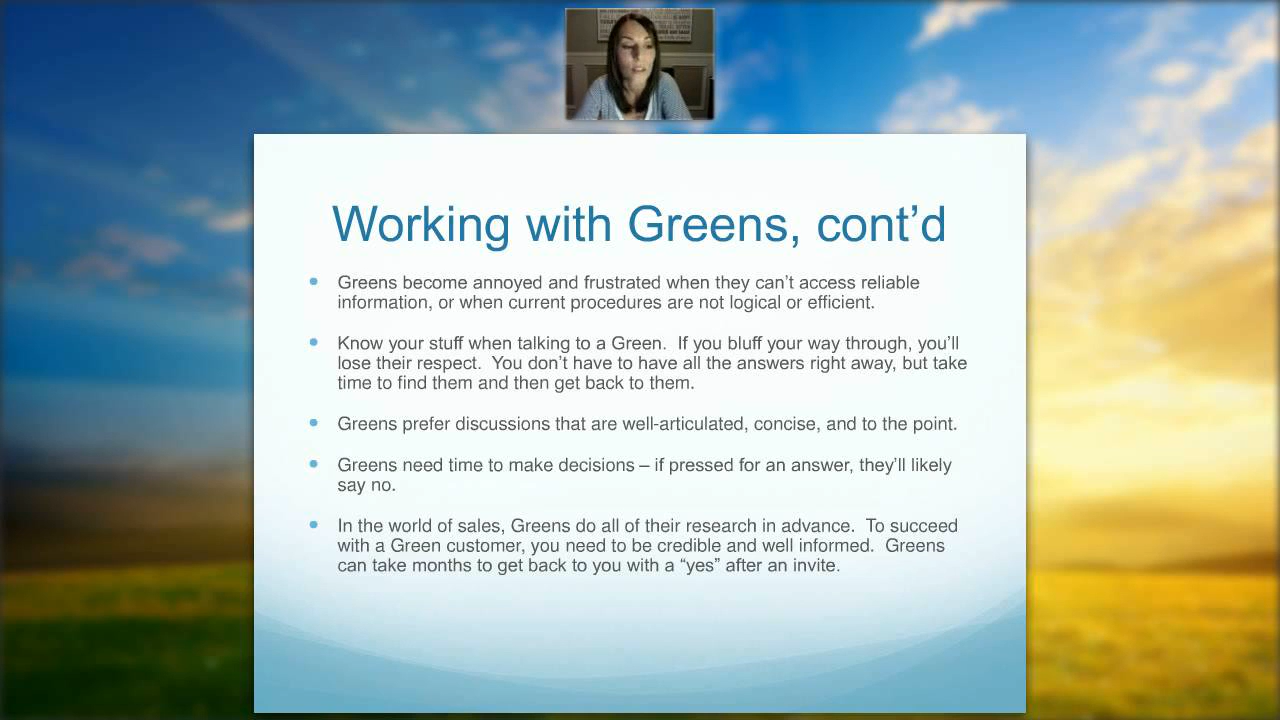 Working with Greens, cont’d
• Greens become annoyed and frustrated when they can’t access reliable
information, or when current procedures are not logical or efficient.
• Know your stuff when talking to a Green.  If you bluff your way through, you’ll
lose their respect.  You don’t have to have all the answers right away, but take
time to find them and then get back to them.
• Greens prefer discussions that are well-articulated, concise, and to the point.
• Greens need time to make decisions – if pressed for an answer, they’ll likely
say no.
• In the world of sales, Greens do all of their research in advance.  To succeed
with a Green customer, you need to be credible and well informed.  Greens
can take months to get back to you with a “yes” after an invite.